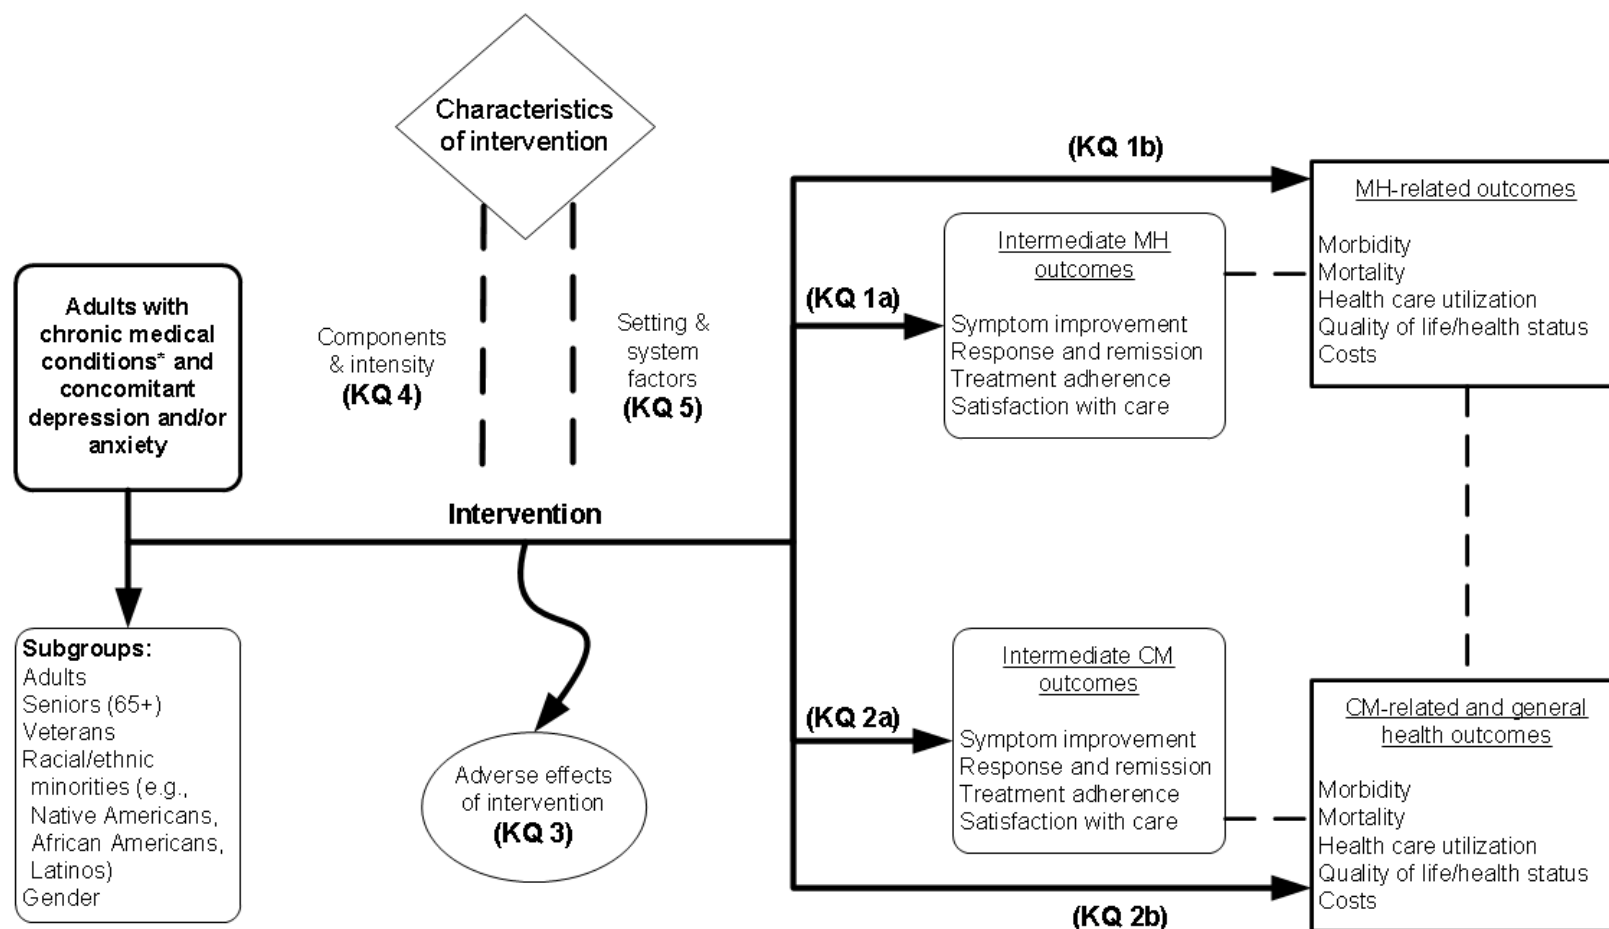 Characteristics
of intervention
Adults with
chronic medical
conditions* and
concomitant
depression and/or
anxiety
Components
& intensity
(KQ 4)
Setting &
system
factors
(KQ 5)
Intervention
Subgroups:
Adults
Seniors (65+)
Veterans
Racial/ethnic
minorities (e.g.,
Native Americans,
African Americans,
Latinos)
Gender
Adverse effects
of intervention
(KQ 3)
(KQ 1b)
(KQ 1a)
Intermediate MH
outcomes
Symptom improvement
Response and remission
Treatment adherence
Satisfaction with care
MH-related outcomes
Morbidity
Mortality
Health care utilization
Quality of life/health status
Costs
(KQ 2a)
Intermediate CM
outcomes
Symptom improvement
Response and remission
Treatment adherence
Satisfaction with care
(KQ 2b)
CM-related and general
health outcomes
Morbidity
Mortality
Health care utilization
Quality of life/health status
Costs